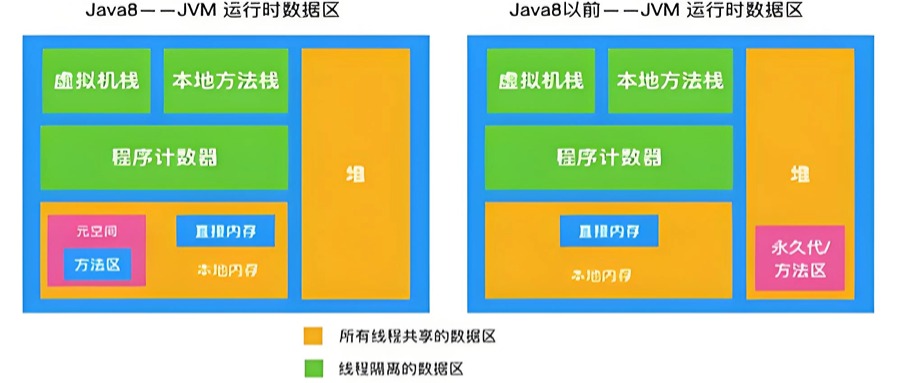 Java8——JVM 运行时数据区
虚拟机栈
本地方法栈
程序计数器
堆
元空间
方法区
直接内存
本地内存
Java8以前——JVM 运行时数据区
虚拟机栈
本地方法栈
程序计数器
堆
直接内存
本地内存
永久代/
方法区
所有线程共享的数据区
线程隔离的数据区